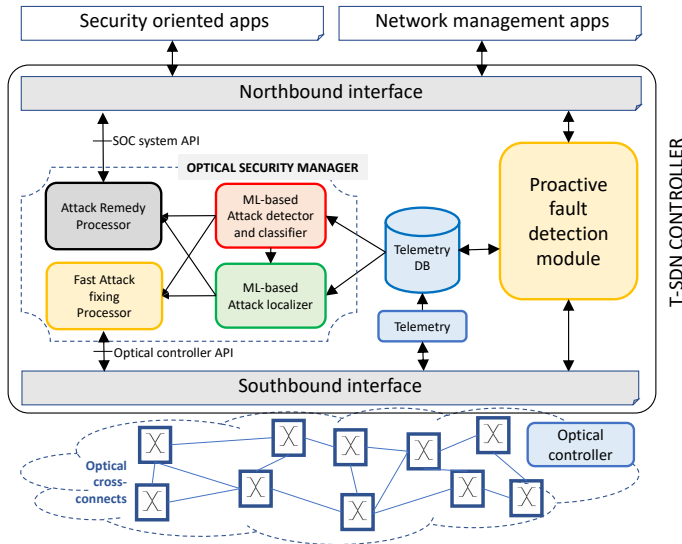 Security oriented apps
Network management apps
Northbound interface
SOC system API
OPTICAL SECURITY MANAGER
Attack Remedy
Processor
ML-based
Attack detector
and classifier
Fast Attack
fixing
Processor
ML-based
Attack localizer
Telemetry
DB
Telemetry
Proactive
fault
detection
module
T-SDN CONTROLLER
Optical controller API
Southbound interface
Optical
cross-
connects
Optical
controller